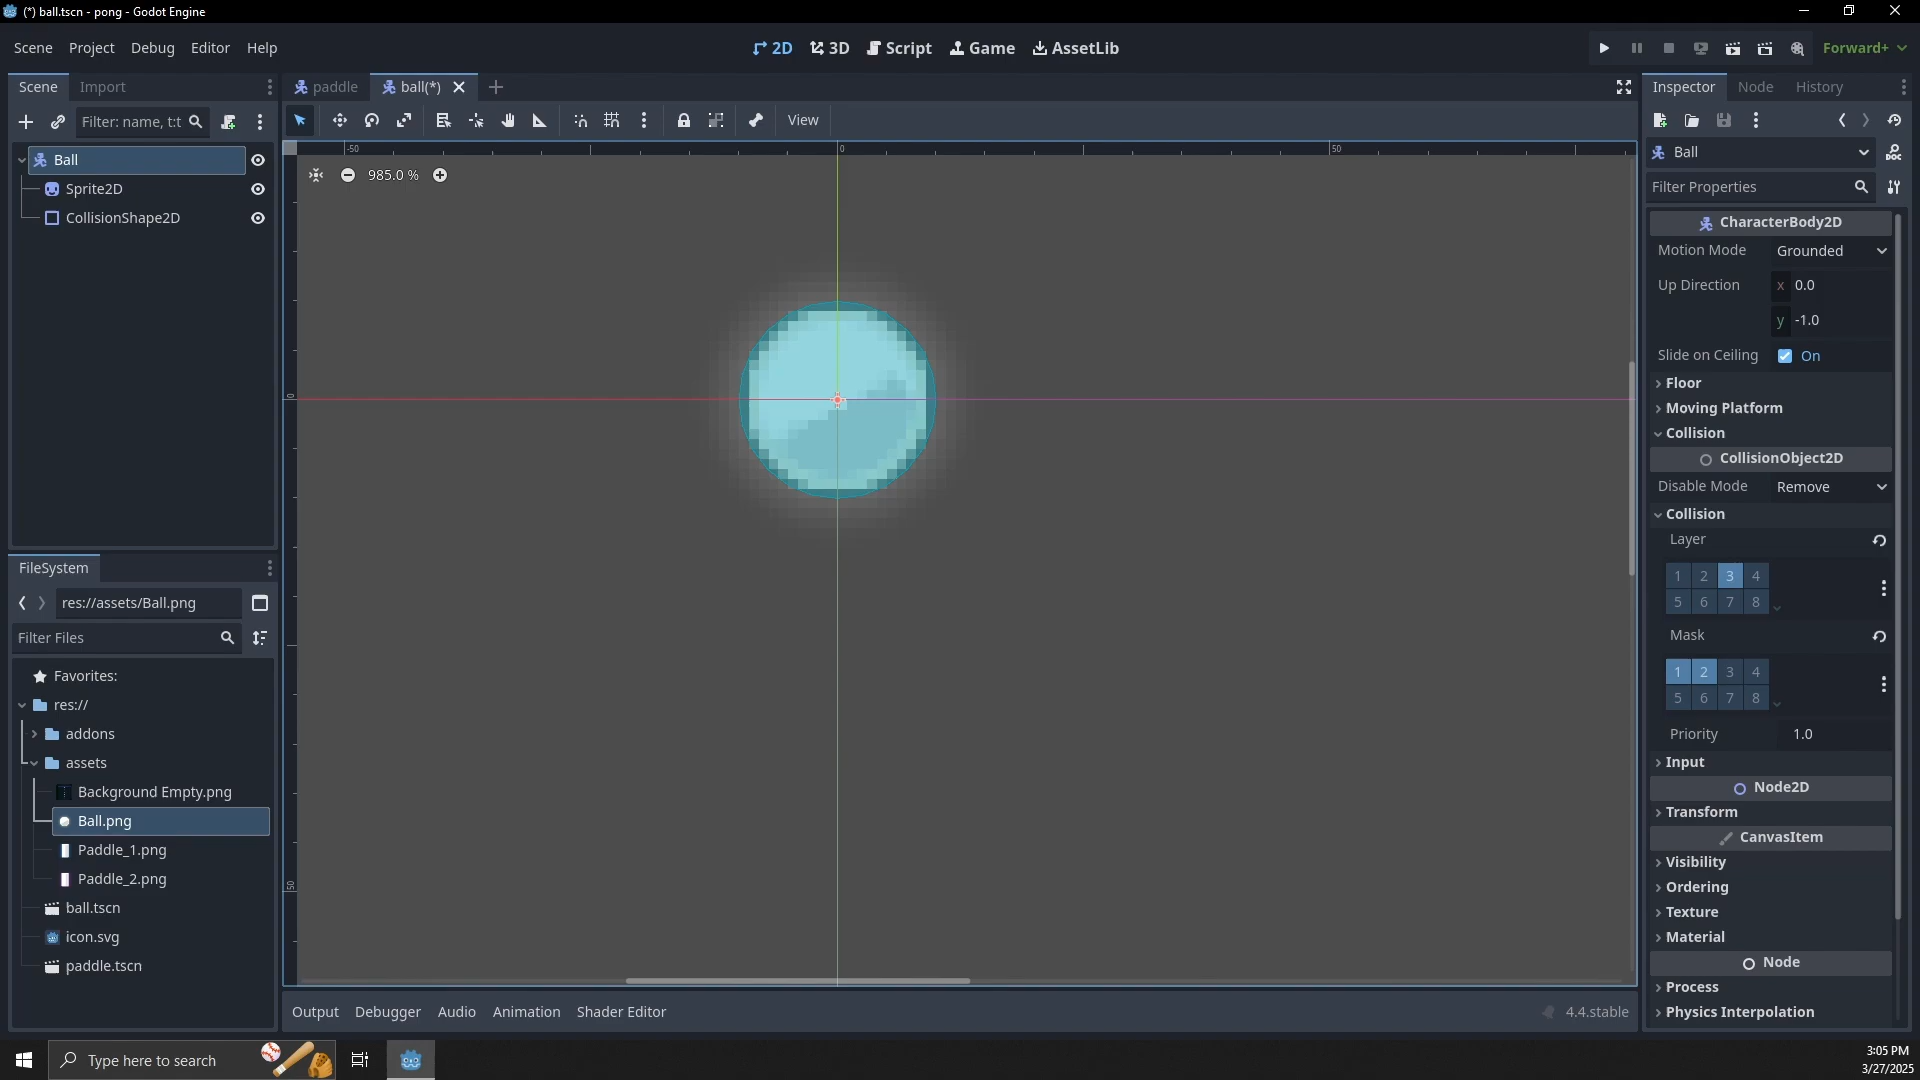 (*) ball.tscn - pong - Godot Engine
Scene Project Debug Editor Help
2D 3D Script Game AssetLib
Forward+
Scene Import
paddle ball(*)
Inspector Node History
Filter: name, t:t
View
Ball
Sprite2D
CollisionShape2D
-50 0 50
985.0 %
0
50
Ball
Filter Properties
CharacterBody2D
Motion Mode Grounded
Up Direction x 0.0
y -1.0
Slide on Ceiling On
Floor
Moving Platform
Collision
CollisionObject2D
Disable Mode Remove
Collision
Layer
1 2 3 4
5 6 7 8
Mask
1 2 3 4
5 6 7 8
Priority 1.0
Input
Node2D
Transform
CanvasItem
Visibility
Ordering
Texture
Material
Node
Process
Physics Interpolation
FileSystem
res://assets/Ball.png
Filter Files
Favorites:
res://
addons
assets
Background Empty.png
Ball.png
Paddle_1.png
Paddle_2.png
ball.tscn
icon.svg
paddle.tscn
Output Debugger Audio Animation Shader Editor
4.4.stable
Type here to search
3:05 PM
3/27/2025